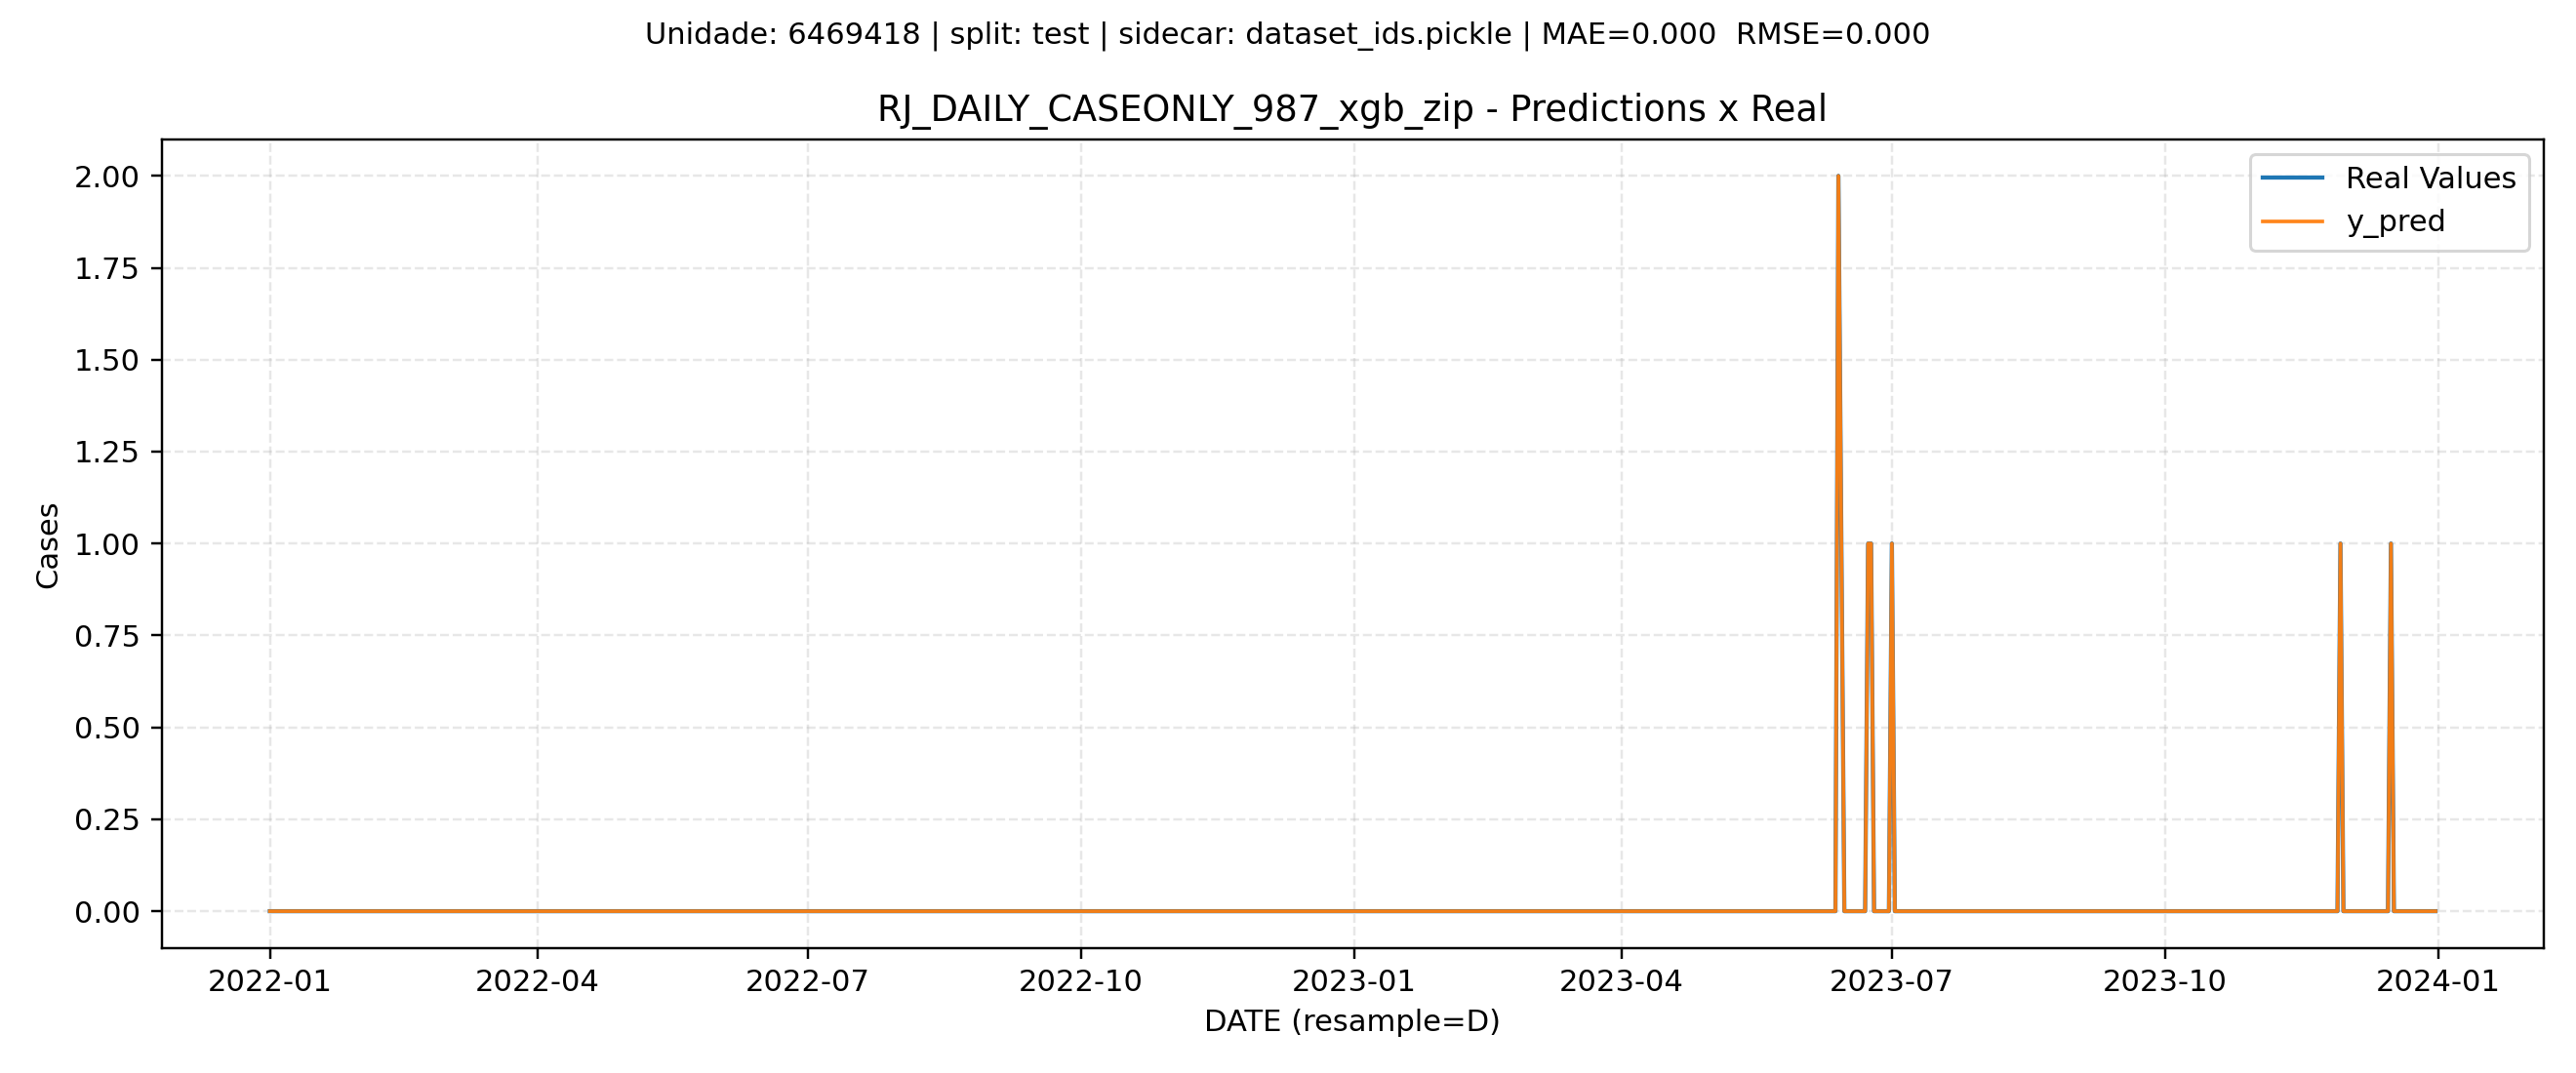 Unidade: 6469418 | split: test | sidecar: dataset_ids.pickle | MAE=0.000  RMSE=0.000
RJ_DAILY_CASEONLY_987_xgb_zip - Predictions x Real
Real Values
y_pred
2.00
1.75
1.50
1.25
1.00
0.75
0.50
0.25
0.00
Cases
2022-01 2022-04 2022-07 2022-10 2023-01 2023-04 2023-07 2023-10 2024-01
DATE (resample=D)